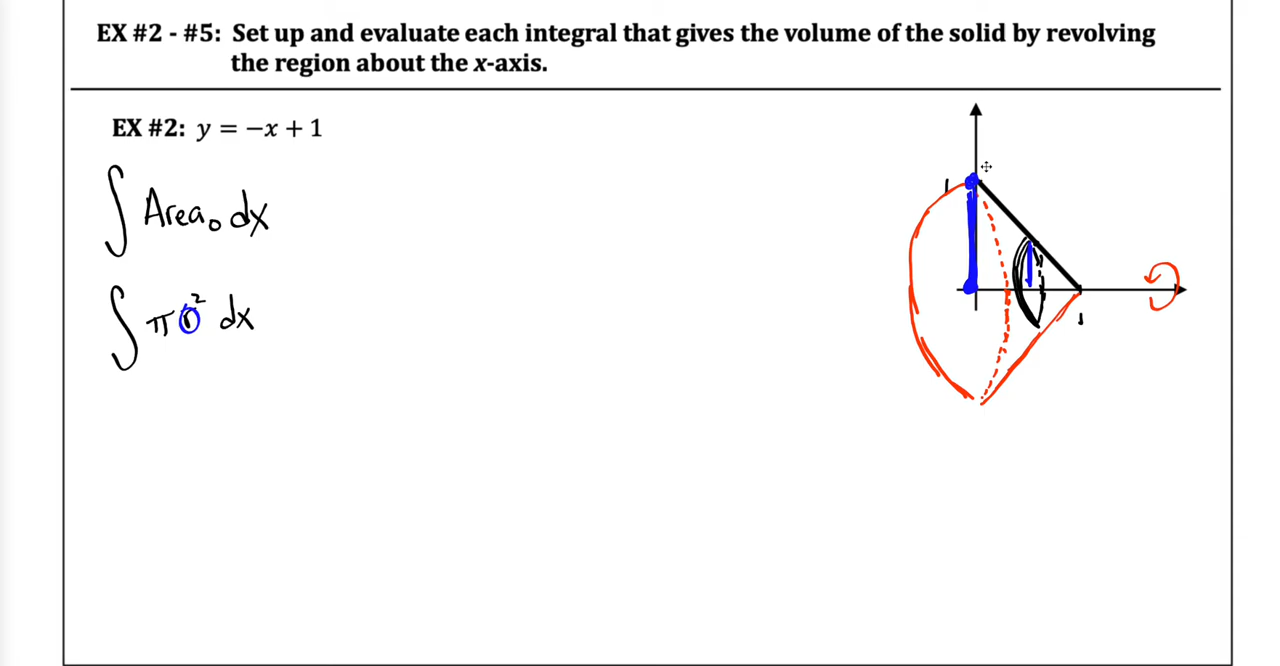 EX #2 - #5: Set up and evaluate each integral that gives the volume of the solid by revolving
the region about the x-axis.
EX #2: y = −x + 1
∫ Area○ dx
∫ πr² dx
1
1